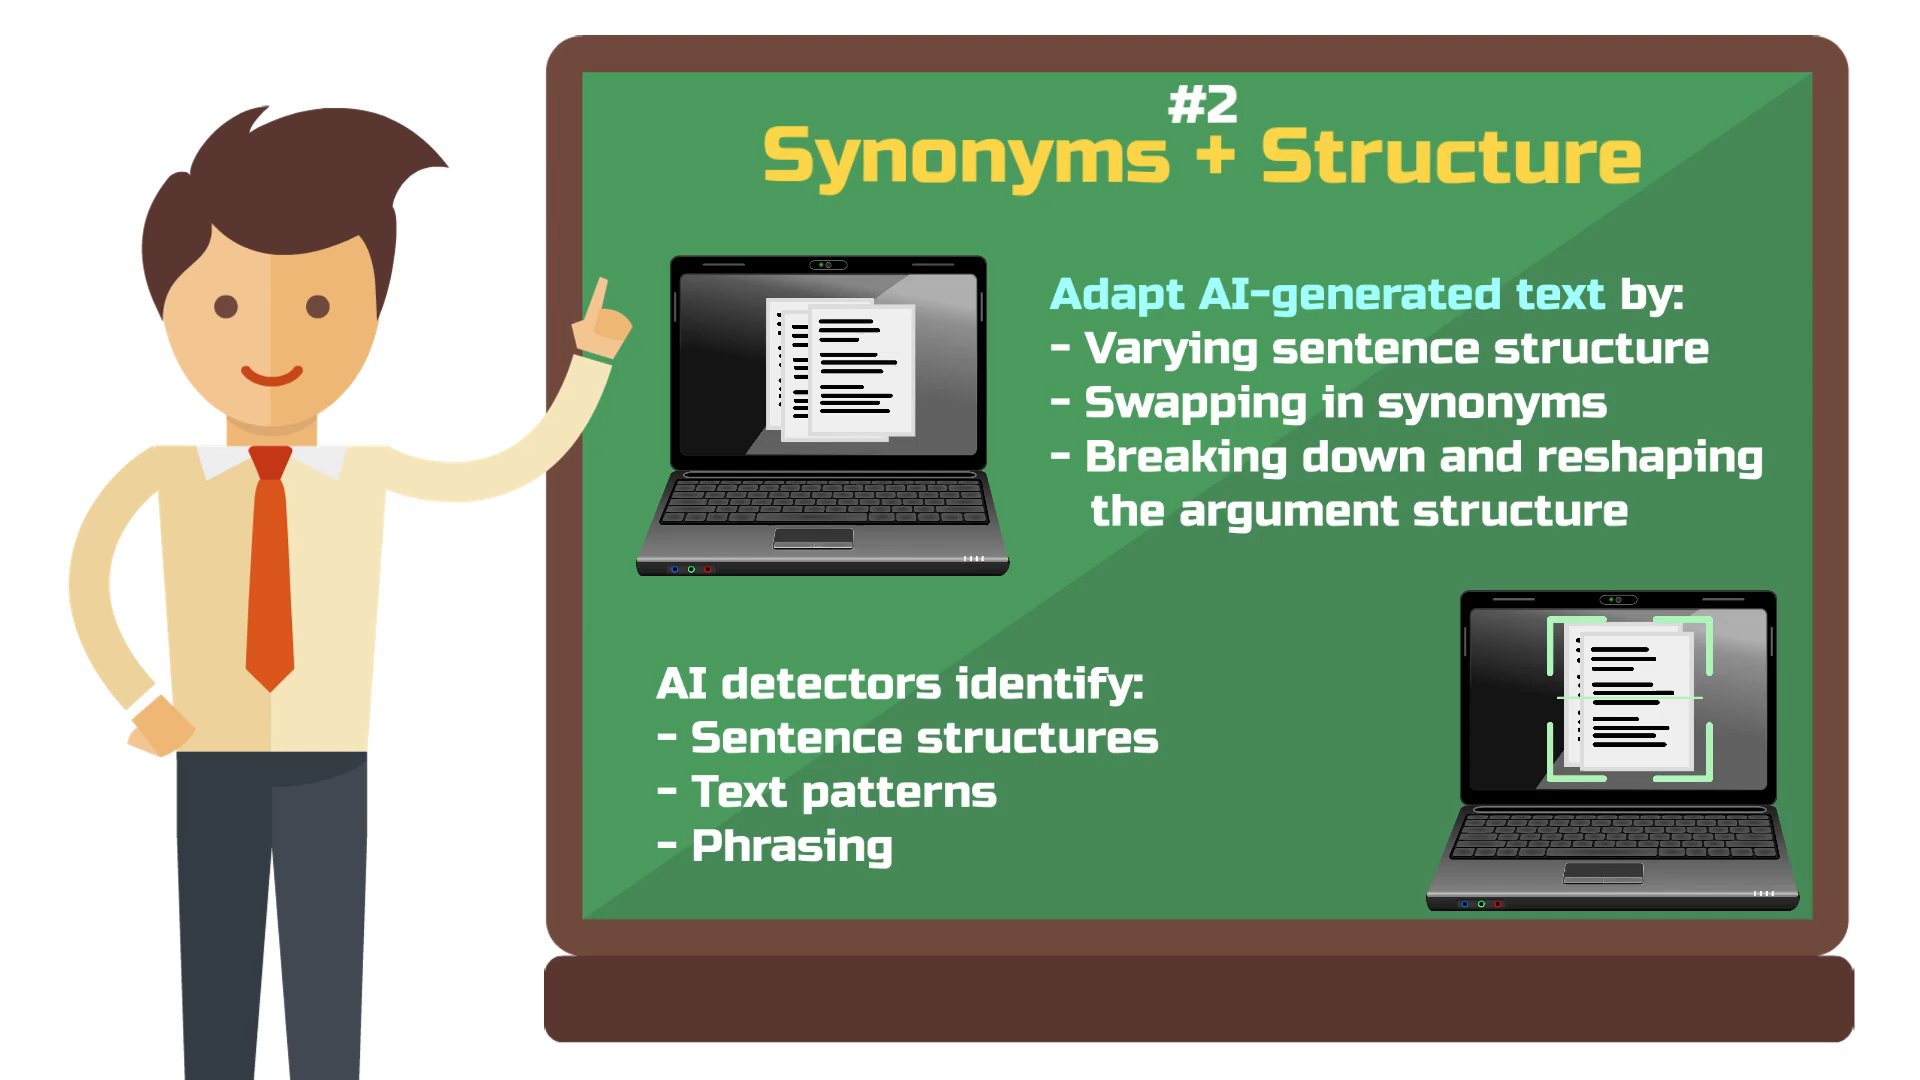 #2
Synonyms + Structure
Adapt AI-generated text by:
- Varying sentence structure
- Swapping in synonyms
- Breaking down and reshaping
the argument structure
AI detectors identify:
- Sentence structures
- Text patterns
- Phrasing